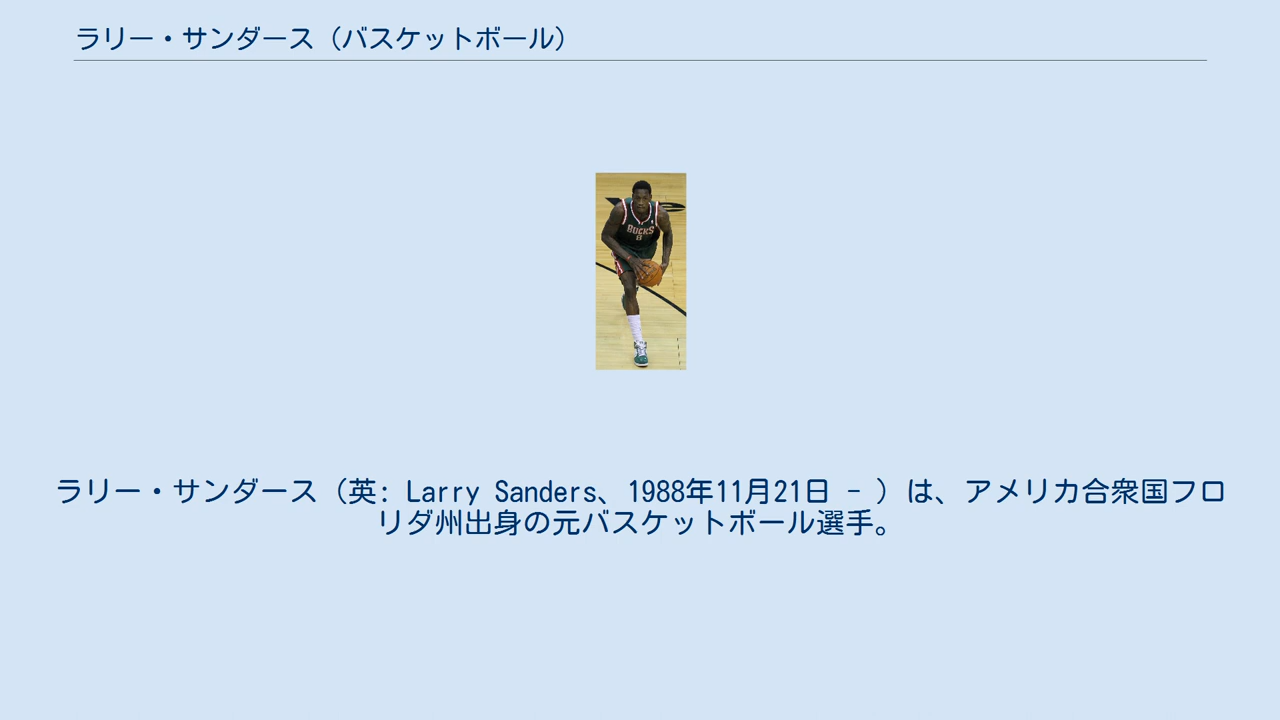 ラリー・サンダース（バスケットボール）
BUCKS
8
ラリー・サンダース（英: Larry Sanders、1988年11月21日 - ）は、アメリカ合衆国フロ
リダ州出身の元バスケットボール選手。